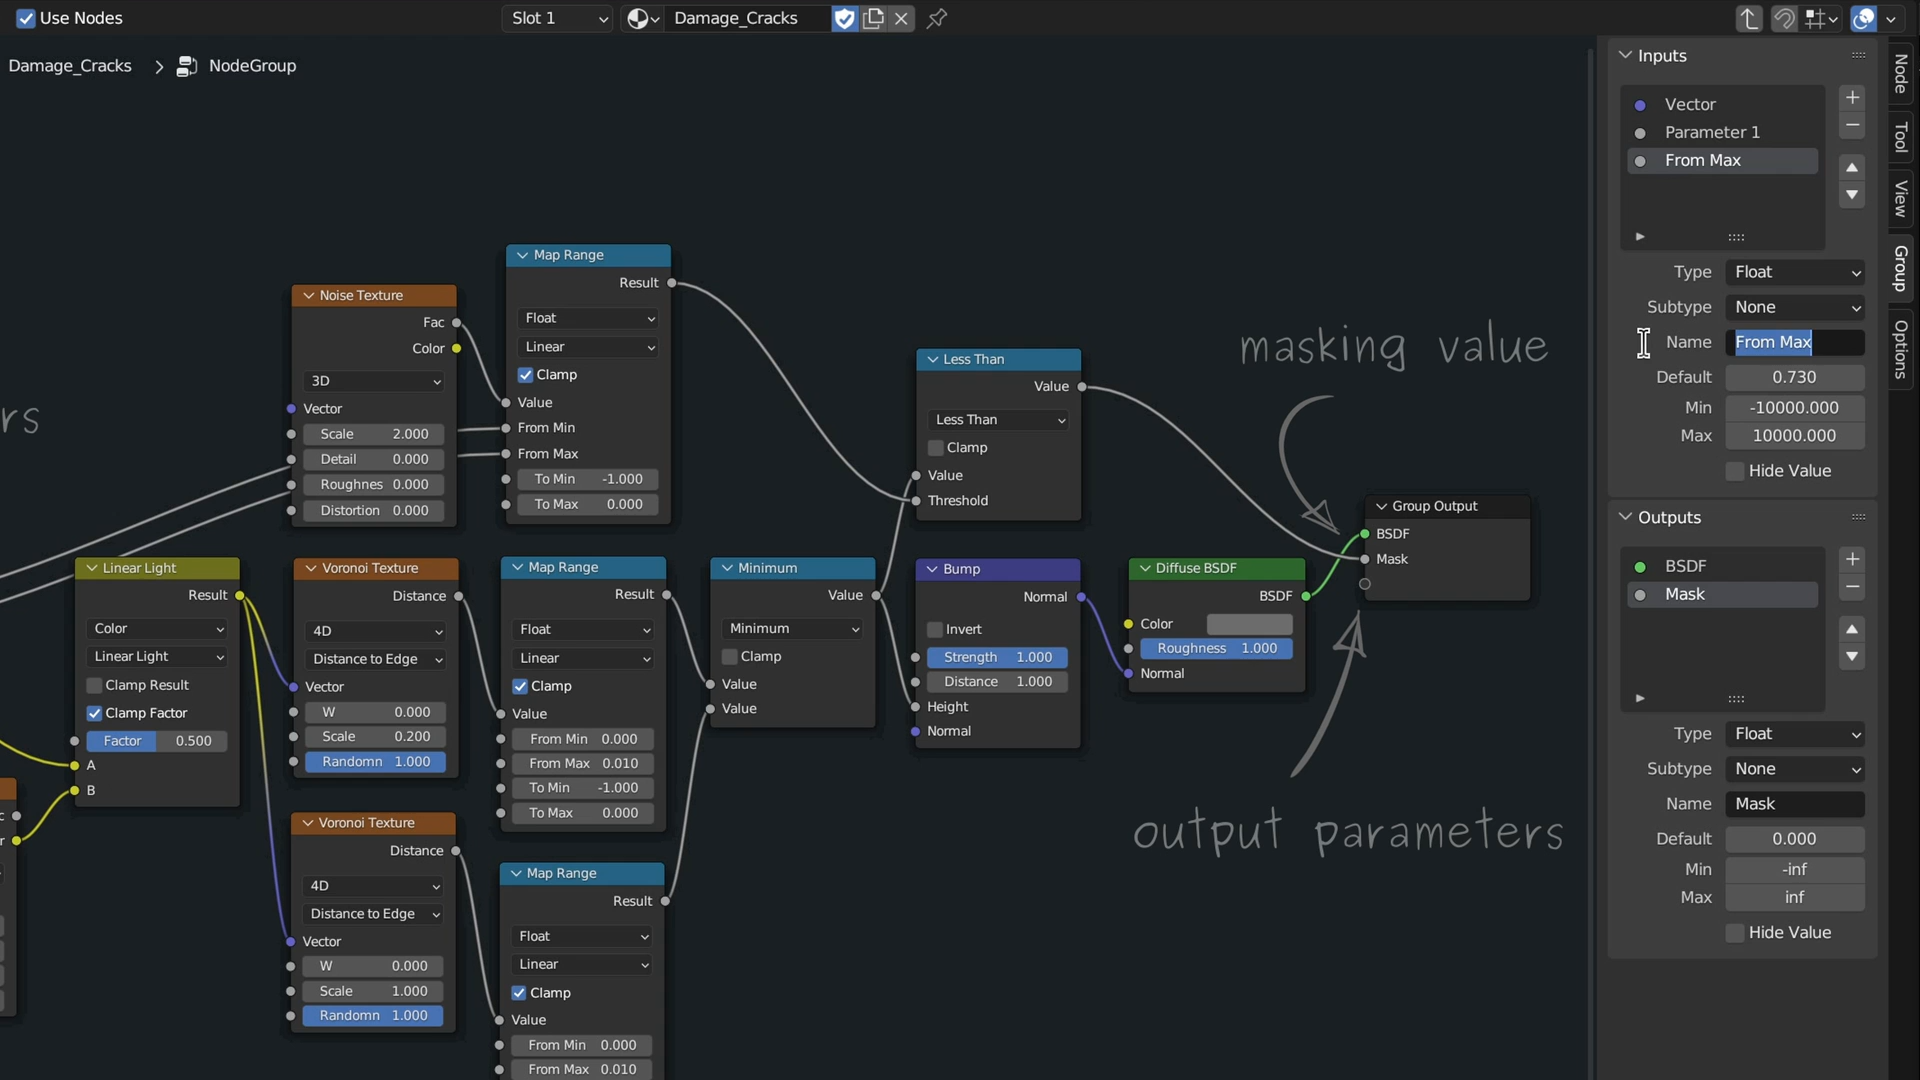 Use Nodes
Slot 1
Damage_Cracks
Damage_Cracks > NodeGroup
Inputs
Vector
Parameter 1
From Max
Type Float
Subtype None
Name From Max
Default 0.730
Min -10000.000
Max 10000.000
Hide Value
Outputs
BSDF
Mask
Type Float
Subtype None
Name Mask
Default 0.000
Min -inf
Max inf
Hide Value
Node
Tool
View
Group
Options
rs
Noise Texture
Fac
Color
3D
Vector
Scale 2.000
Detail 0.000
Roughnes 0.000
Distortion 0.000
Map Range
Result
Float
Linear
Clamp
Value
From Min
From Max
To Min -1.000
To Max 0.000
Less Than
Value
Less Than
Clamp
Value
Threshold
masking value
Group Output
BSDF
Mask
Linear Light
Result
Color
Linear Light
Clamp Result
Clamp Factor
Factor 0.500
A
B
Voronoi Texture
Distance
4D
Distance to Edge
Vector
W 0.000
Scale 0.200
Randomn 1.000
Map Range
Result
Float
Linear
Clamp
Value
From Min 0.000
From Max 0.010
To Min -1.000
To Max 0.000
Minimum
Value
Minimum
Clamp
Value
Value
Bump
Normal
Invert
Strength 1.000
Distance 1.000
Height
Normal
Diffuse BSDF
BSDF
Color
Roughness 1.000
Normal
output parameters
Voronoi Texture
Distance
4D
Distance to Edge
Vector
W 0.000
Scale 1.000
Randomn 1.000
Map Range
Result
Float
Linear
Clamp
Value
From Min 0.000
From Max 0.010